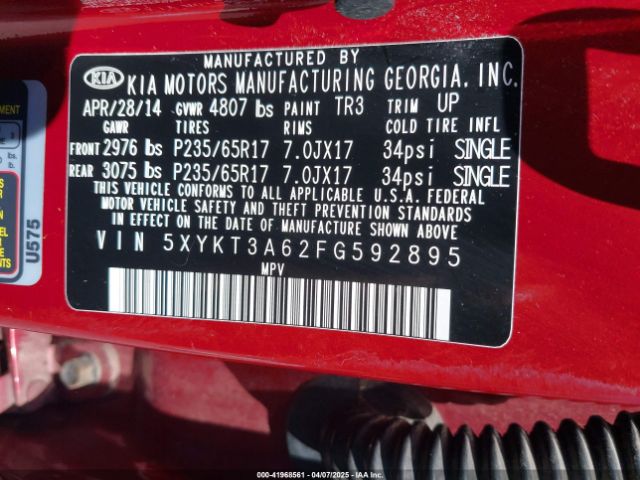 MANUFACTURED BY
KIA KIA MOTORS MANUFACTURING GEORGIA, INC.
APR/28/14 GVWR 4807 lbs PAINT TR3 TRIM UP
GAWR TIRES RIMS COLD TIRE INFL
FRONT 2976 lbs P235/65R17 7.0JX17 34psi SINGLE
REAR 3075 lbs P235/65R17 7.0JX17 34psi SINGLE
THIS VEHICLE CONFORMS TO ALL APPLICABLE U.S.A. FEDERAL
MOTOR VEHICLE SAFETY AND THEFT PREVENTION STANDARDS
IN EFFECT ON THE DATE OF MANUFACTURE SHOWN ABOVE.
VIN 5XYKT3A62FG592895
MPV
U575
00-41968561 - 04/07/2025 - IAAI.COM